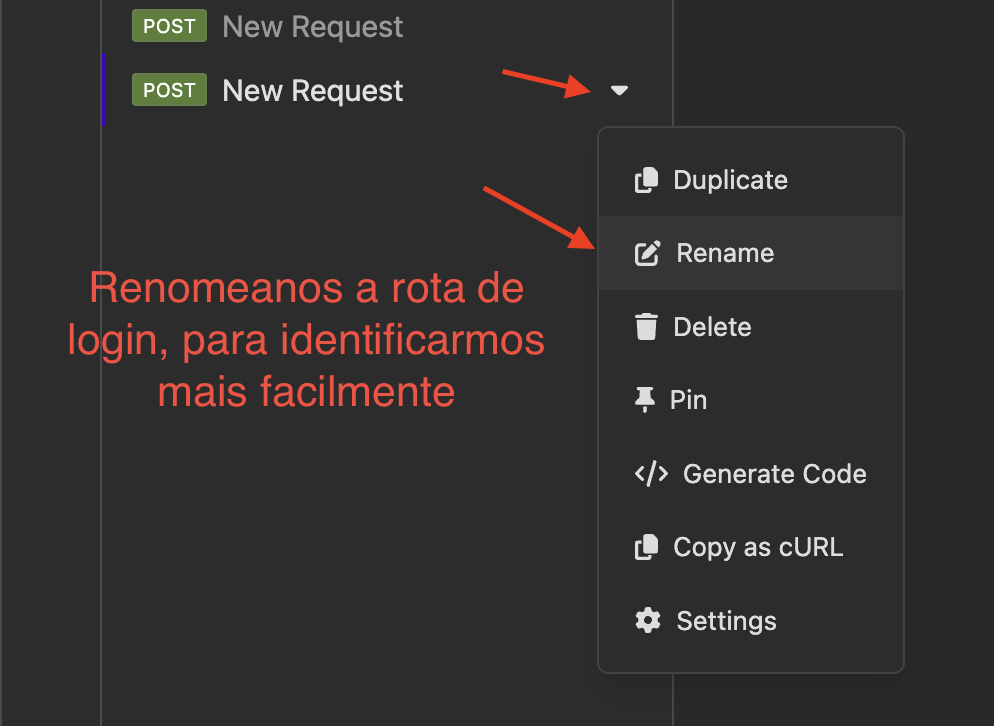 POST New Request
POST New Request
Duplicate
Rename
Renomeanos a rota de
login, para identificarmos
mais facilmente
Delete
Pin
Generate Code
Copy as cURL
Settings